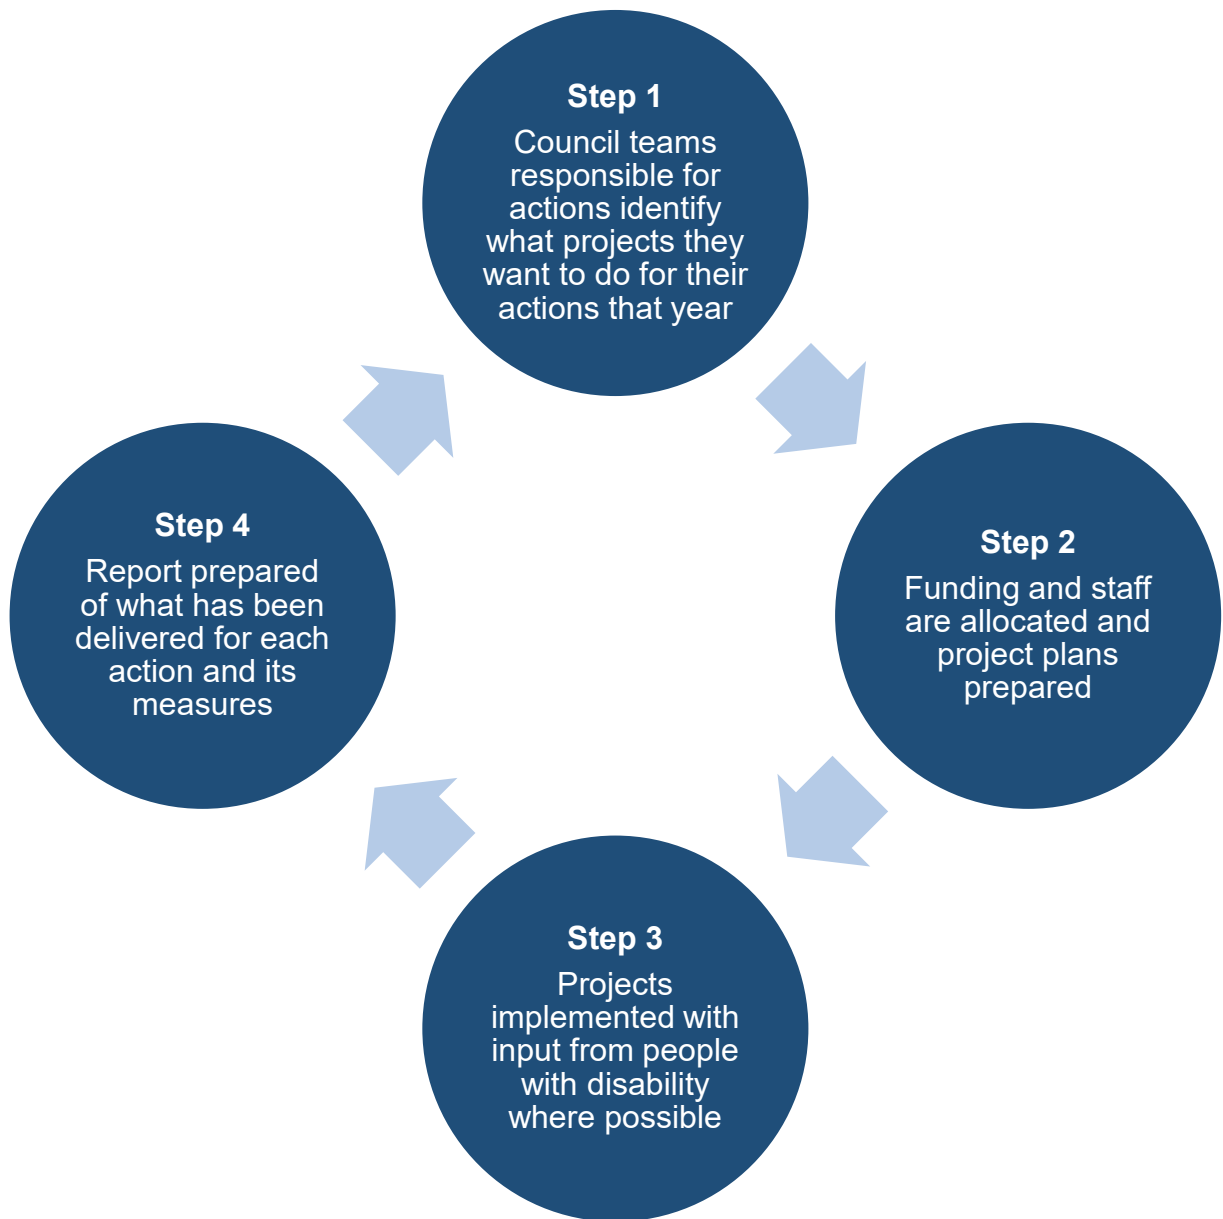 Step 1
Council teams
responsible for
actions identify
what projects they
want to do for their
actions that year
Step 2
Funding and staff
are allocated and
project plans
prepared
Step 3
Projects
implemented with
input from people
with disability
where possible
Step 4
Report prepared
of what has been
delivered for each
action and its
measures